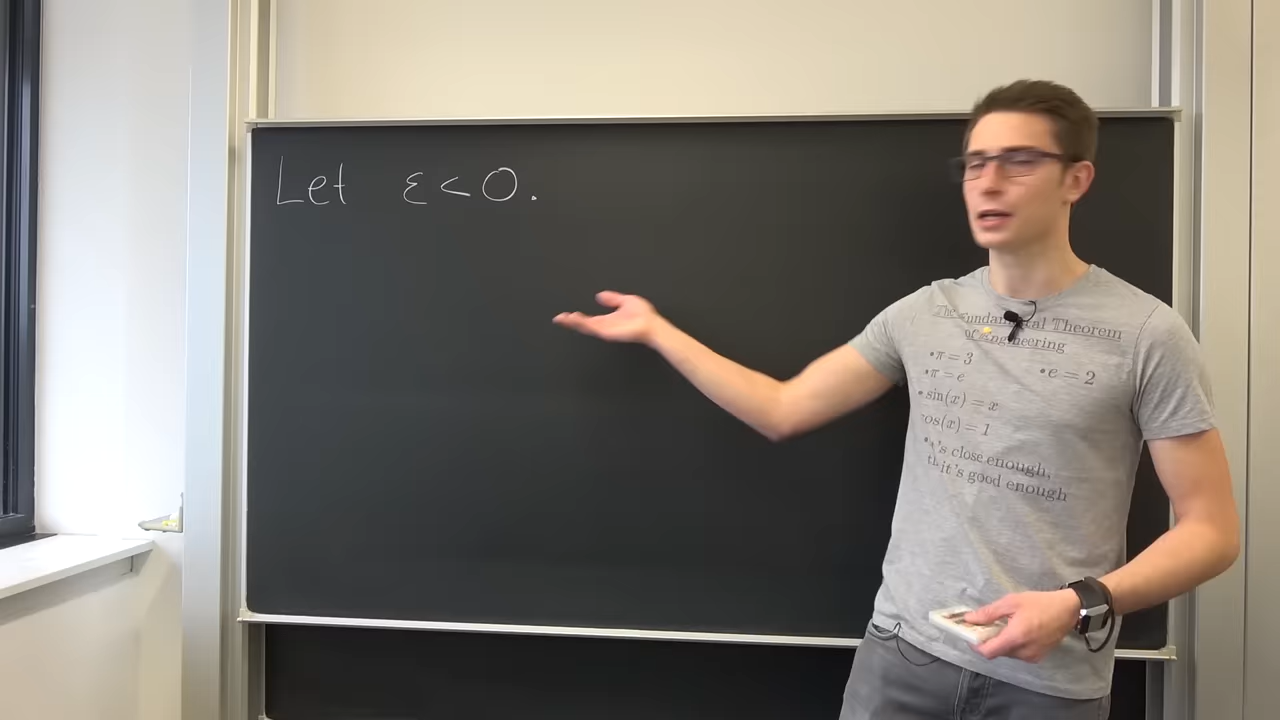 Let ε < 0.
The Fundamental Theorem
of Engineering
• π = 3
• π = e • e = 2
• sin(x) = x
cos(x) = 1
• it's close enough,
it's good enough